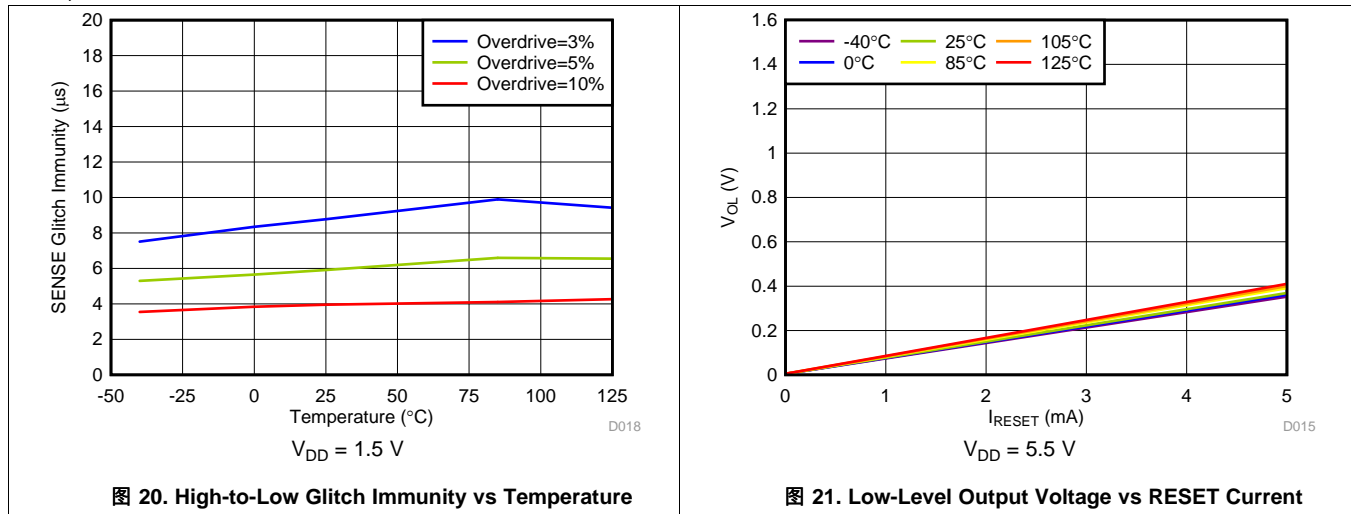 20
18
16
14
12
10
8
6
4
2
0
SENSE Glitch Immunity (μs)
Overdrive=3%
Overdrive=5%
Overdrive=10%
-50 -25 0 25 50 75 100 125
Temperature (°C)
D018
V_DD = 1.5 V
图 20. High-to-Low Glitch Immunity vs Temperature
1.6
1.4
1.2
1
0.8
0.6
0.4
0.2
0
V_OL (V)
-40°C 25°C 105°C
0°C 85°C 125°C
0 1 2 3 4 5
I_RESET (mA)
D015
V_DD = 5.5 V
图 21. Low-Level Output Voltage vs RESET Current